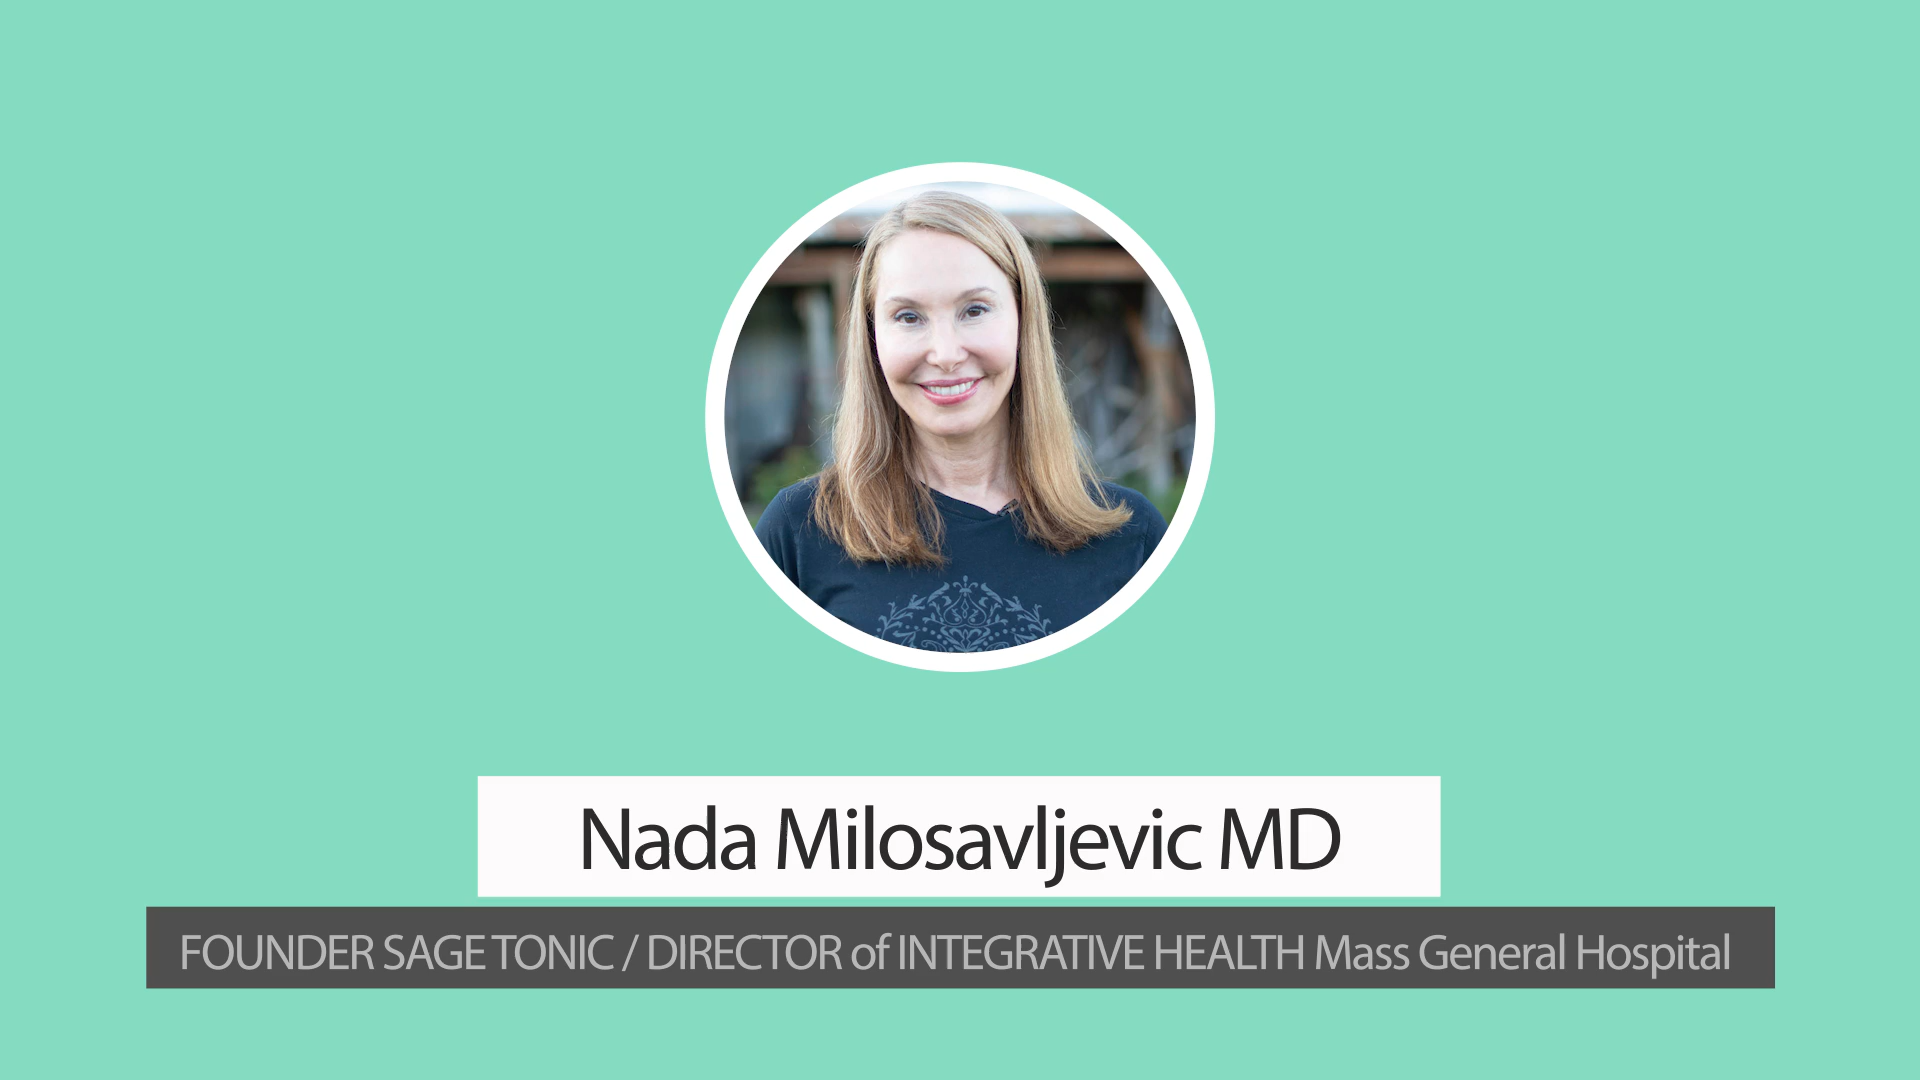 Nada Milosavljevic MD
FOUNDER SAGE TONIC / DIRECTOR of INTEGRATIVE HEALTH Mass General Hospital